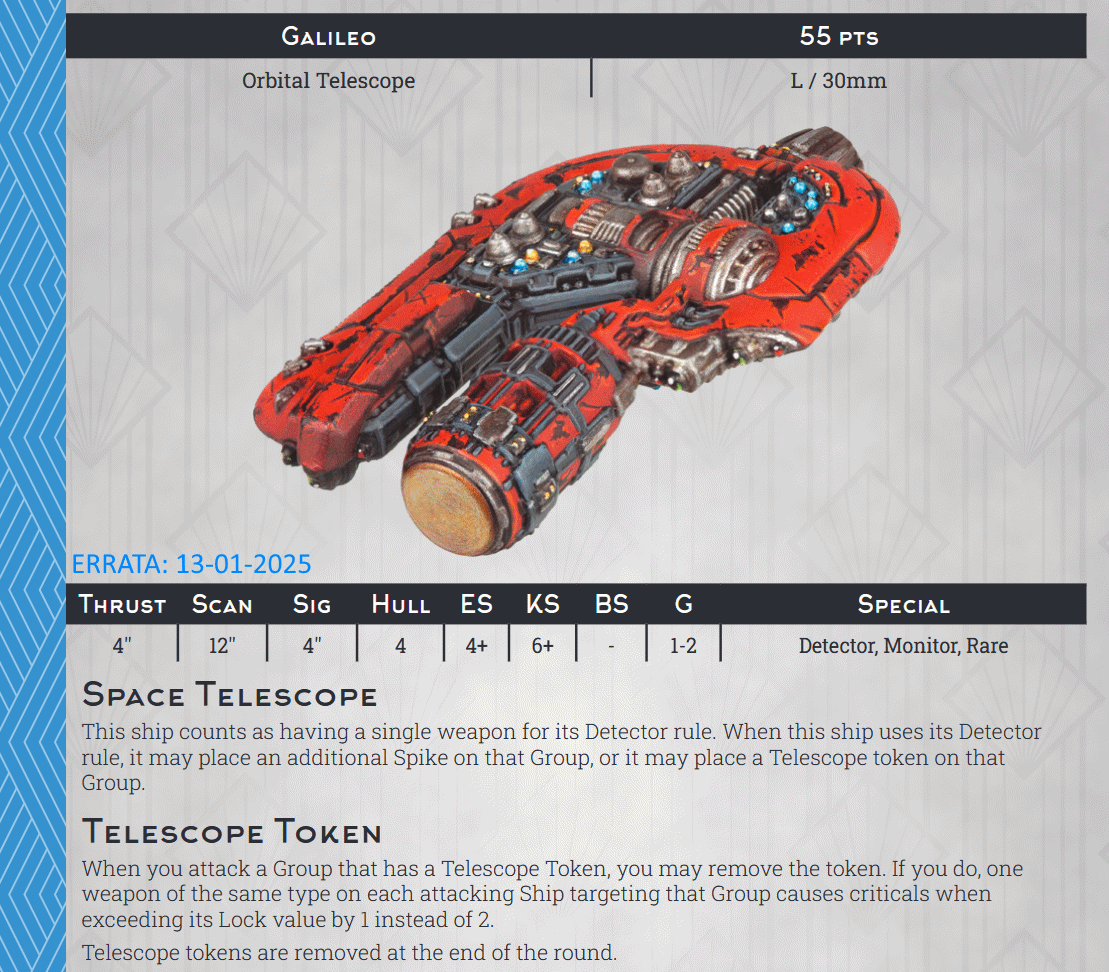 Galileo
55 pts
Orbital Telescope
L / 30mm
ERRATA: 13-01-2025
Thrust Scan Sig Hull ES KS BS G Special
4" 12" 4" 4 4+ 6+ - 1-2 Detector, Monitor, Rare
Space Telescope
This ship counts as having a single weapon for its Detector rule. When this ship uses its Detector
rule, it may place an additional Spike on that Group, or it may place a Telescope token on that
Group.
Telescope Token
When you attack a Group that has a Telescope Token, you may remove the token. If you do, one
weapon of the same type on each attacking Ship targeting that Group causes criticals when
exceeding its Lock value by 1 instead of 2.
Telescope tokens are removed at the end of the round.